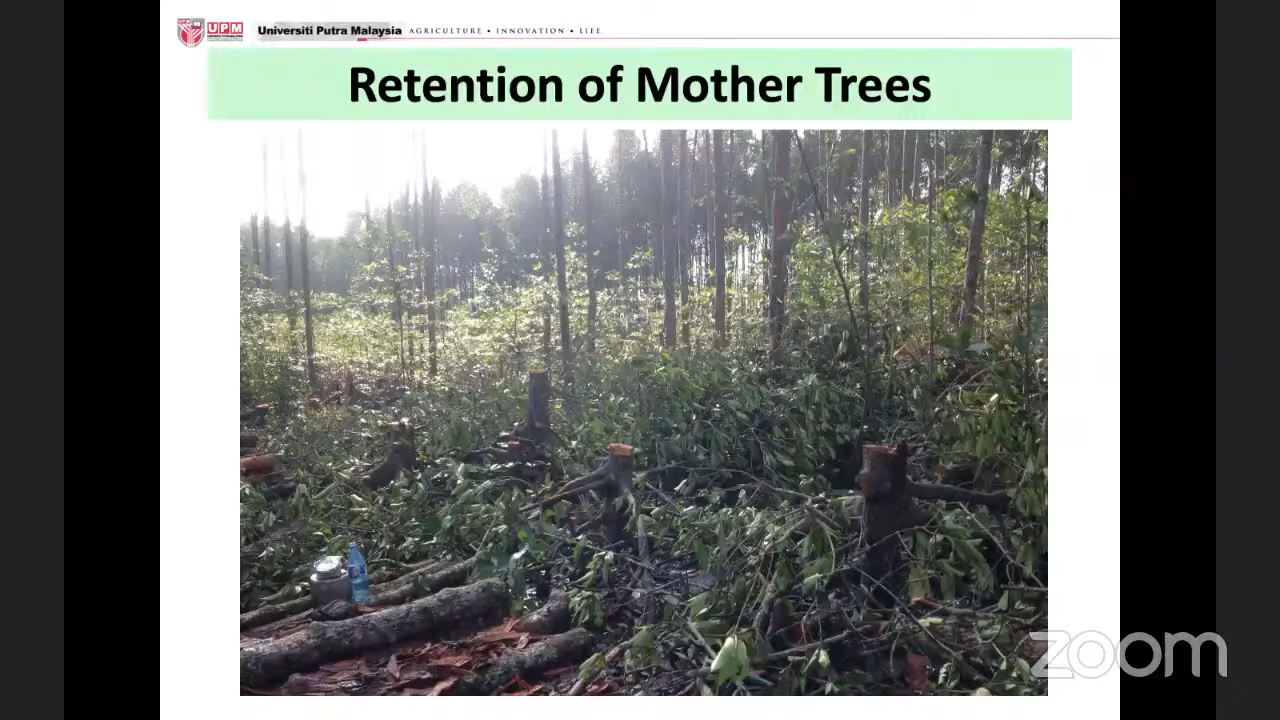 UPM
Universiti Putra Malaysia AGRICULTURE • INNOVATION • LIFE
Retention of Mother Trees
zoom